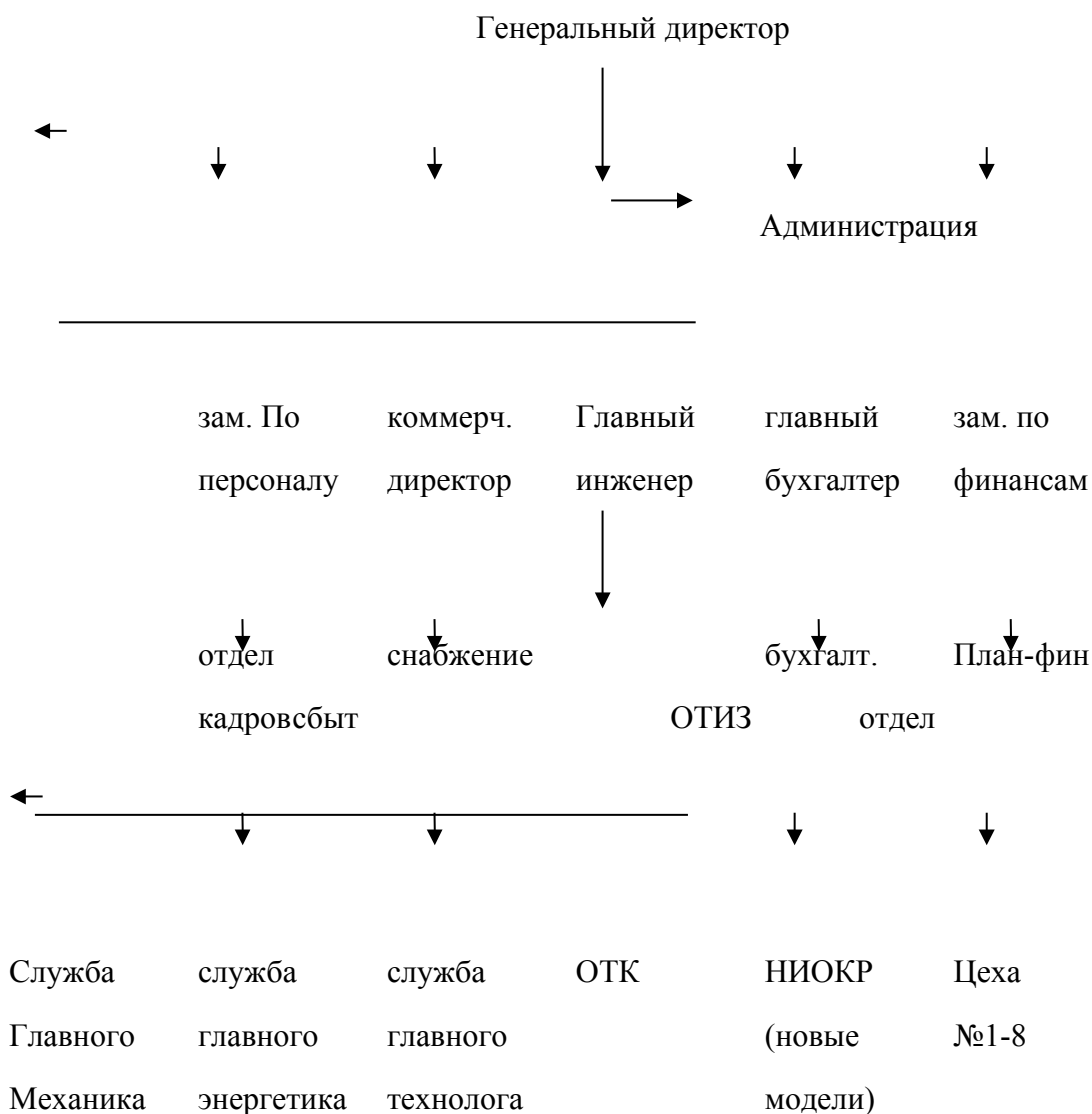 Генеральный директор
Администрация
зам. По коммерч. Главный главный зам. по
персоналу директор инженер бухгалтер финансам
отдел снабжение бухгалт. План-фин
кадровсбыт ОТИЗ отдел
Служба служба служба ОТК НИОКР Цеха
Главного главного главного (новые №1-8
Механика энергетика технолога модели)